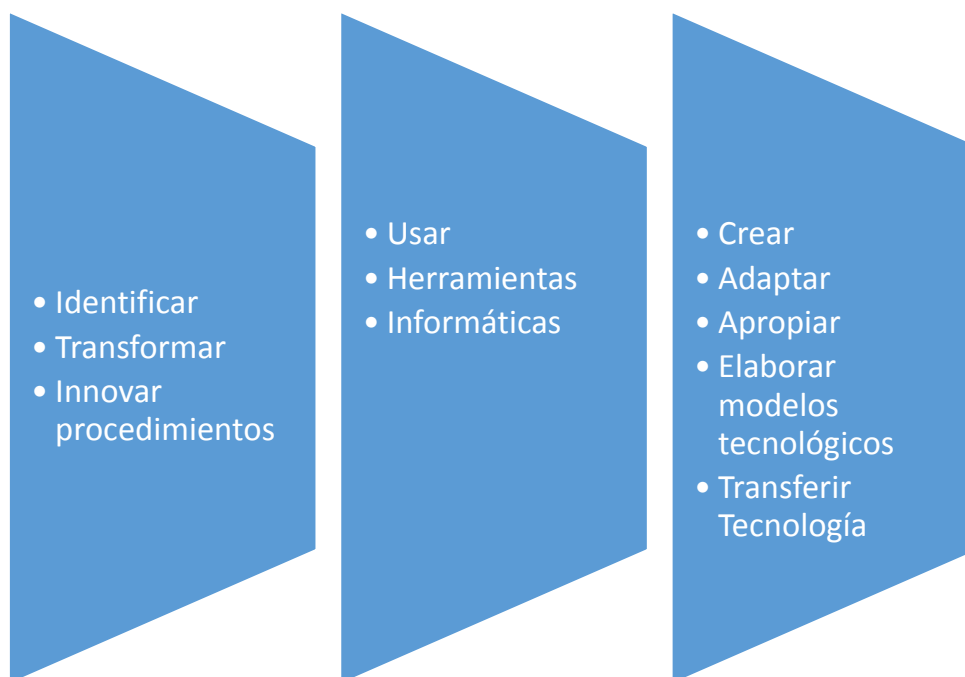 • Identificar
• Transformar
• Innovar
procedimientos
• Usar
• Herramientas
• Informáticas
• Crear
• Adaptar
• Apropiar
• Elaborar
modelos
tecnológicos
• Transferir
Tecnología